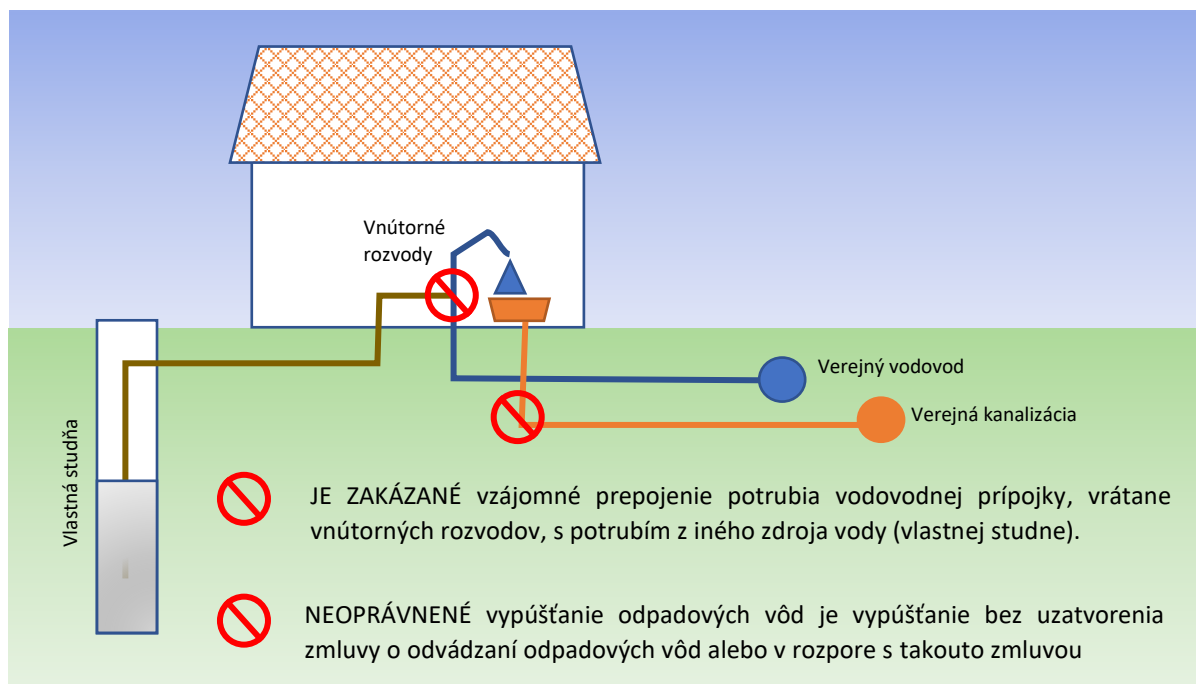 Vnútorné
rozvody
Verejný vodovod
Verejná kanalizácia
Vlastná studňa
JE ZAKÁZANÉ vzájomné prepojenie potrubia vodovodnej prípojky, vrátane
vnútorných rozvodov, s potrubím z iného zdroja vody (vlastnej studne).
NEOPRÁVNENÉ vypúšťanie odpadových vôd je vypúšťanie bez uzatvorenia
zmluvy o odvádzaní odpadových vôd alebo v rozpore s takouto zmluvou